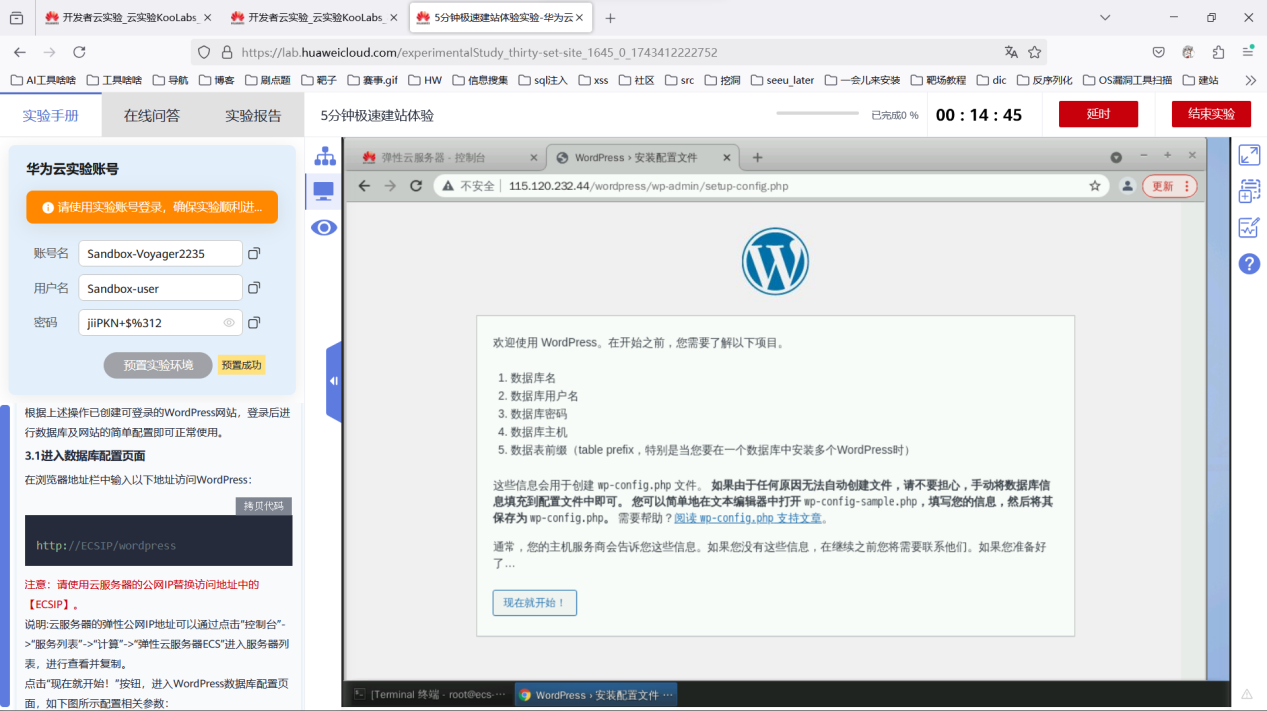 开发者云实验_云实验KooLabs_
开发者云实验_云实验KooLabs_
5分钟极速建站体验实验-华为云
https://lab.huaweicloud.com/experimentalStudy_thirty-set-site_1645_0_1743412222752
AI工具啥啥
工具啥啥
导航
博客
刷点题
靶子
赛事.gif
HW
信息搜集
sql注入
xss
社区
src
挖洞
seeu_later
一会儿来安装
靶场教程
dic
反序列化
OS漏洞工具扫描
建站
实验手册
在线问答
实验报告
5分钟极速建站体验
已完成0 %
00 : 14 : 45
延时
结束实验
华为云实验账号
请使用实验账号登录，确保实验顺利进...
账号名
Sandbox-Voyager2235
用户名
Sandbox-user
密码
jiiPKN+$%312
预置实验环境
预置成功
根据上述操作已创建可登录的WordPress网站，登录后进
行数据库及网站的简单配置即可正常使用。
3.1进入数据库配置页面
在浏览器地址栏中输入以下地址访问WordPress：
拷贝代码
http://ECSIP/wordpress
注意：请使用云服务器的公网IP替换访问地址中的
【ECSIP】。
说明:云服务器的弹性公网IP地址可以通过点击“控制台”-
>“服务列表”->“计算”->“弹性云服务器ECS”进入服务器列
表，进行查看并复制。
点击“现在就开始！”按钮，进入WordPress数据库配置页
面，如下图所示配置相关参数：
弹性云服务器 - 控制台
WordPress › 安装配置文件
不安全
115.120.232.44/wordpress/wp-admin/setup-config.php
更新
欢迎使用 WordPress。在开始之前，您需要了解以下项目。
1. 数据库名
2. 数据库用户名
3. 数据库密码
4. 数据库主机
5. 数据表前缀（table prefix，特别是当您要在一个数据库中安装多个WordPress时）
这些信息会用于创建 wp-config.php 文件。 如果由于任何原因无法自动创建文件，请不要担心，手动将数据库信
息填充到配置文件中即可。 您可以简单地在文本编辑器中打开 wp-config-sample.php，填写您的信息，然后将其
保存为 wp-config.php。 需要帮助？阅读 wp-config.php 支持文章。
通常，您的主机服务商会告诉您这些信息。如果您没有这些信息，在继续之前您将需要联系他们。如果您准备好
了…
现在就开始！
[Terminal 终端 - root@ecs-···
WordPress › 安装配置文件 ···